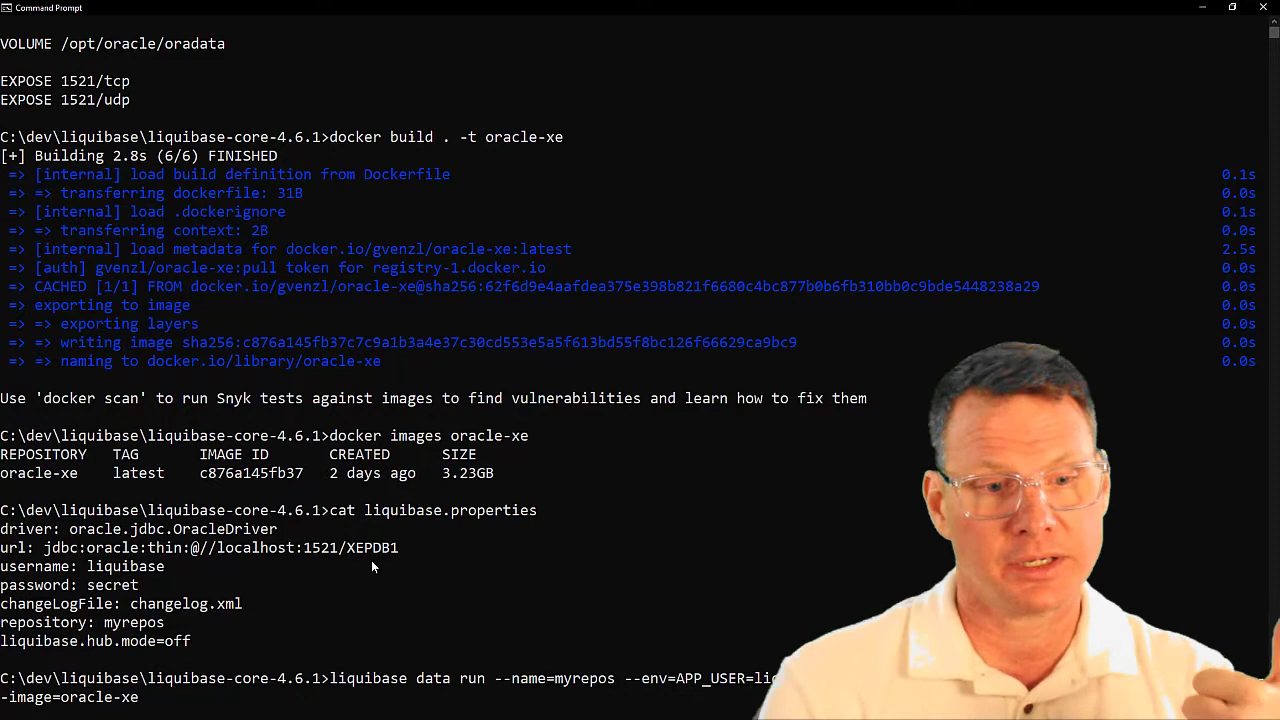 Command Prompt
VOLUME /opt/oracle/oradata
EXPOSE 1521/tcp
EXPOSE 1521/udp
C:\dev\liquibase\liquibase-core-4.6.1>docker build . -t oracle-xe
[+] Building 2.8s (6/6) FINISHED
=> [internal] load build definition from Dockerfile 0.1s
=> => transferring dockerfile: 31B 0.0s
=> [internal] load .dockerignore 0.1s
=> => transferring context: 2B 0.0s
=> [internal] load metadata for docker.io/gvenzl/oracle-xe:latest 2.5s
=> [auth] gvenzl/oracle-xe:pull token for registry-1.docker.io 0.0s
=> CACHED [1/1] FROM docker.io/gvenzl/oracle-xe@sha256:62f6d9e4aafdea375e398b821f6680c4bc877b0b6fb310bb0c9bde5448238a29 0.0s
=> exporting to image 0.0s
=> => exporting layers 0.0s
=> => writing image sha256:c876a145fb37c7c9a1b3a4e37c30cd553e5a5f613bd55f8bc126f66629ca9bc9 0.0s
=> => naming to docker.io/library/oracle-xe 0.0s
Use 'docker scan' to run Snyk tests against images to find vulnerabilities and learn how to fix them
C:\dev\liquibase\liquibase-core-4.6.1>docker images oracle-xe
REPOSITORY TAG IMAGE ID CREATED SIZE
oracle-xe latest c876a145fb37 2 days ago 3.23GB
C:\dev\liquibase\liquibase-core-4.6.1>cat liquibase.properties
driver: oracle.jdbc.OracleDriver
url: jdbc:oracle:thin:@//localhost:1521/XEPDB1
username: liquibase
password: secret
changeLogFile: changelog.xml
repository: myrepos
liquibase.hub.mode=off
C:\dev\liquibase\liquibase-core-4.6.1>liquibase data run --name=myrepos --env=APP_USER=
-image=oracle-xe